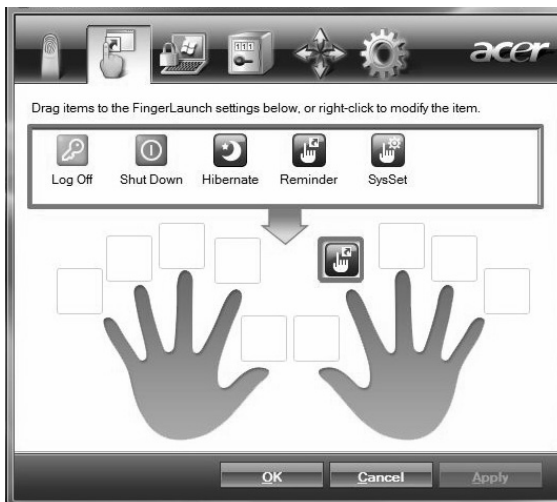 acer
Drag items to the FingerLaunch settings below, or right-click to modify the item.
Log Off Shut Down Hibernate Reminder SysSet
OK Cancel Apply